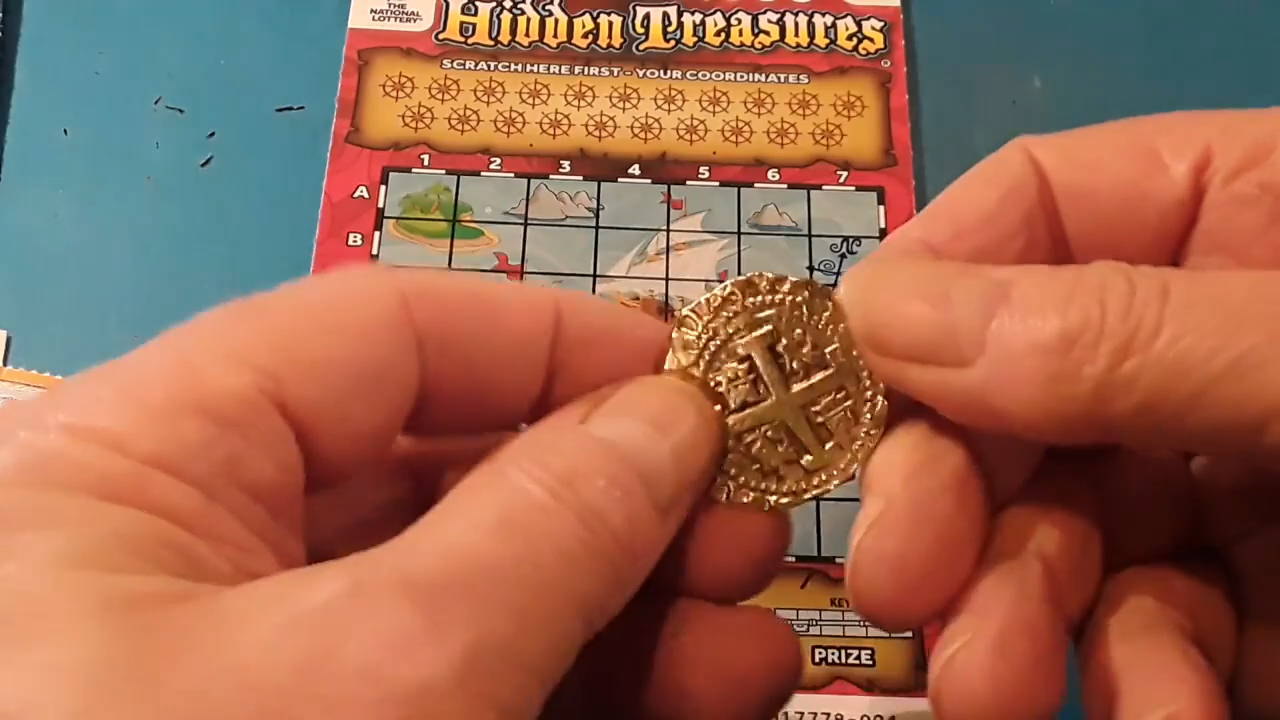 THE
NATIONAL
LOTTERY®
Hidden Treasures®
SCRATCH HERE FIRST - YOUR COORDINATES
1 2 3 4 5 6 7
A
B
N
KEY
PRIZE